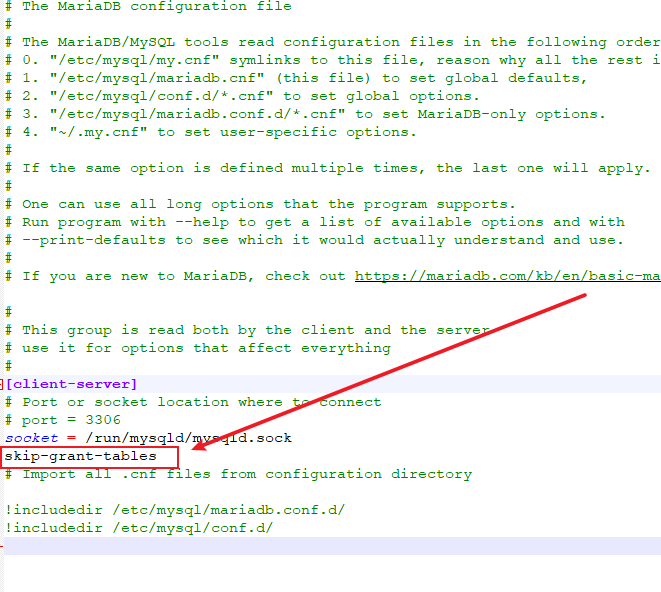 # The MariaDB configuration file
#
# The MariaDB/MySQL tools read configuration files in the following order
# 0. "/etc/mysql/my.cnf" symlinks to this file, reason why all the rest i
# 1. "/etc/mysql/mariadb.cnf" (this file) to set global defaults,
# 2. "/etc/mysql/conf.d/*.cnf" to set global options.
# 3. "/etc/mysql/mariadb.conf.d/*.cnf" to set MariaDB-only options.
# 4. "~/.my.cnf" to set user-specific options.
#
# If the same option is defined multiple times, the last one will apply.
#
# One can use all long options that the program supports.
# Run program with --help to get a list of available options and with
# --print-defaults to see which it would actually understand and use.
#
# If you are new to MariaDB, check out https://mariadb.com/kb/en/basic-ma
#
# This group is read both by the client and the server
# use it for options that affect everything
#
[client-server]
# Port or socket location where to connect
# port = 3306
socket = /run/mysqld/mysqld.sock
skip-grant-tables
# Import all .cnf files from configuration directory
!includedir /etc/mysql/mariadb.conf.d/
!includedir /etc/mysql/conf.d/